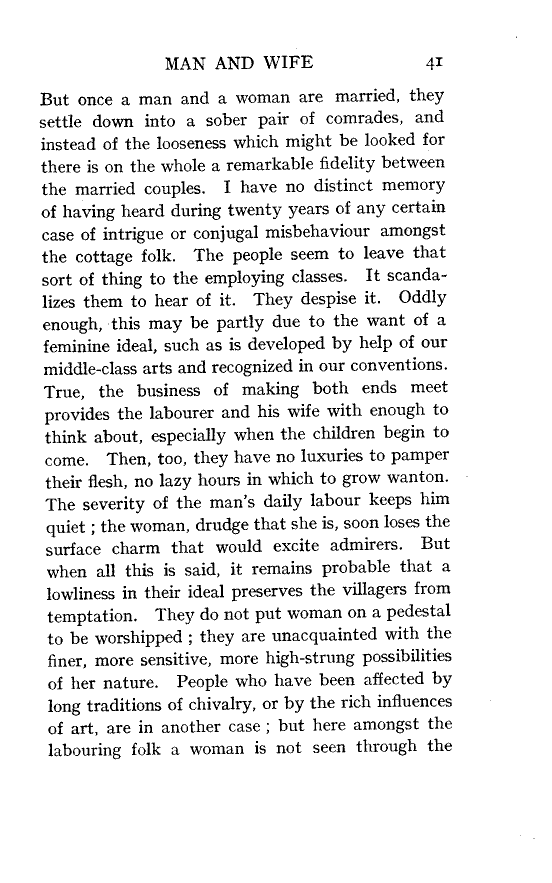 MAN AND WIFE 41
But once a man and a woman are married, they
settle down into a sober pair of comrades, and
instead of the looseness which might be looked for
there is on the whole a remarkable fidelity between
the married couples. I have no distinct memory
of having heard during twenty years of any certain
case of intrigue or conjugal misbehaviour amongst
the cottage folk. The people seem to leave that
sort of thing to the employing classes. It scanda-
lizes them to hear of it. They despise it. Oddly
enough, this may be partly due to the want of a
feminine ideal, such as is developed by help of our
middle-class arts and recognized in our conventions.
True, the business of making both ends meet
provides the labourer and his wife with enough to
think about, especially when the children begin to
come. Then, too, they have no luxuries to pamper
their flesh, no lazy hours in which to grow wanton.
The severity of the man's daily labour keeps him
quiet ; the woman, drudge that she is, soon loses the
surface charm that would excite admirers. But
when all this is said, it remains probable that a
lowliness in their ideal preserves the villagers from
temptation. They do not put woman on a pedestal
to be worshipped ; they are unacquainted with the
finer, more sensitive, more high-strung possibilities
of her nature. People who have been affected by
long traditions of chivalry, or by the rich influences
of art, are in another case ; but here amongst the
labouring folk a woman is not seen through the